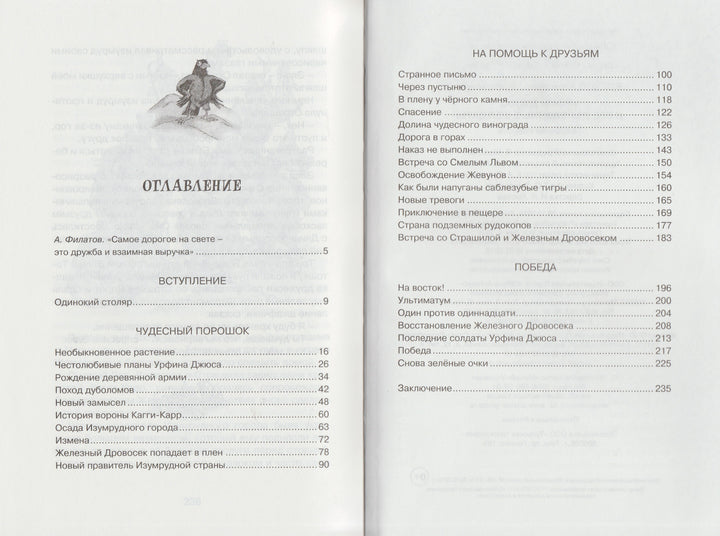 ОГЛАВЛЕНИЕ
А. Филатов. «Самое дорогое на свете –
это дружба и взаимная выручка» 5
ВСТУПЛЕНИЕ
Одинокий столяр 9
ЧУДЕСНЫЙ ПОРОШОК
Необыкновенное растение 16
Честолюбивые планы Урфина Джюса 26
Рождение деревянной армии 34
Поход дуболомов 42
Новый замысел 48
История вороны Кагги-Карр 60
Осада Изумрудного города 63
Измена 72
Железный Дровосек попадает в плен 78
Новый правитель Изумрудной страны 90
НА ПОМОЩЬ К ДРУЗЬЯМ
Странное письмо 100
Через пустыню 110
В плену у чёрного камня 118
Спасение 122
Долина чудесного винограда 126
Дорога в горах 133
Наказ не выполнен 143
Встреча со Смелым Львом 150
Освобождение Жевунов 154
Как были напуганы саблезубые тигры 160
Новые тревоги 165
Приключение в пещере 169
Страна подземных рудокопов 177
Встреча со Страшилой и Железным Дровосеком 183
ПОБЕДА
На восток! 196
Ультиматум 200
Один против одиннадцати 204
Восстановление Железного Дровосека 208
Последние солдаты Урфина Джюса 213
Победа 217
Снова зелёные очки 225
Заключение 235